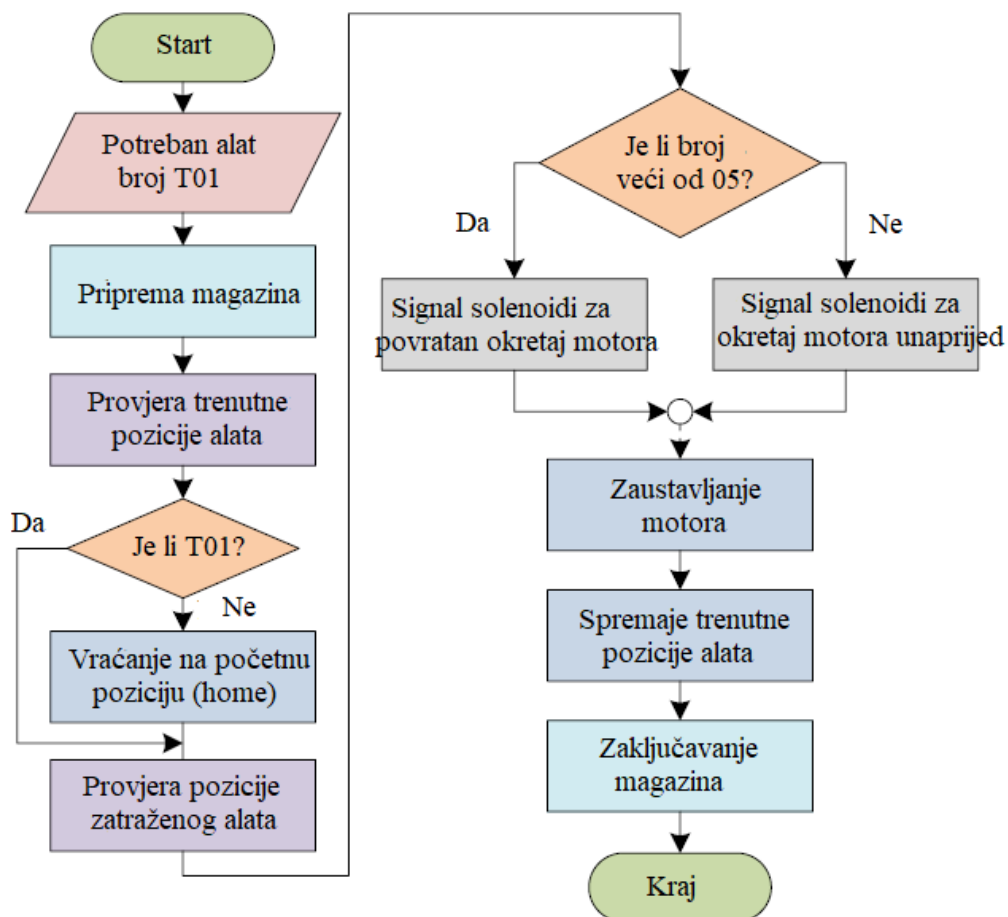 Start
Potreban alat
broj T01
Priprema magazina
Provjera trenutne
pozicije alata
Da
Je li T01?
Ne
Vraćanje na početnu
poziciju (home)
Provjera pozicije
zatraženog alata
Je li broj
veći od 05?
Da
Ne
Signal solenoidi za
povratan okretaj motora
Signal solenoidi za
okretaj motora unaprijed
Zaustavljanje
motora
Spremaje trenutne
pozicije alata
Zaključavanje
magazina
Kraj